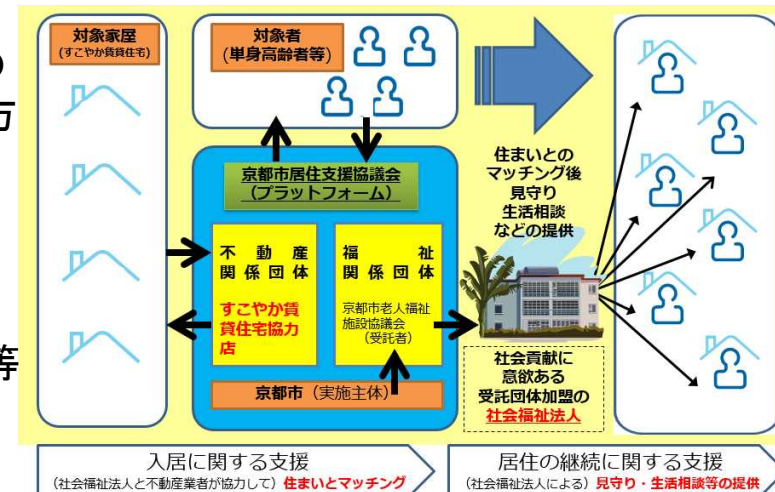 の
方
等
対象家屋
(すこやか賃貸住宅)
対象者
(単身高齢者等)
京都市居住支援協議会
(プラットフォーム)
不動産
関係団体
すこやか賃
貸住宅協力
店
福祉
関係団体
京都市老人福祉
施設協議会
(受託者)
京都市（実施主体）
住まいとの
マッチング後
見守り
生活相談
などの提供
社会貢献に
意欲ある
受託団体加盟の
社会福祉法人
入居に関する支援
(社会福祉法人と不動産業者が協力して) 住まいとマッチング
居住の継続に関する支援
(社会福祉法人による) 見守り・生活相談等の提供